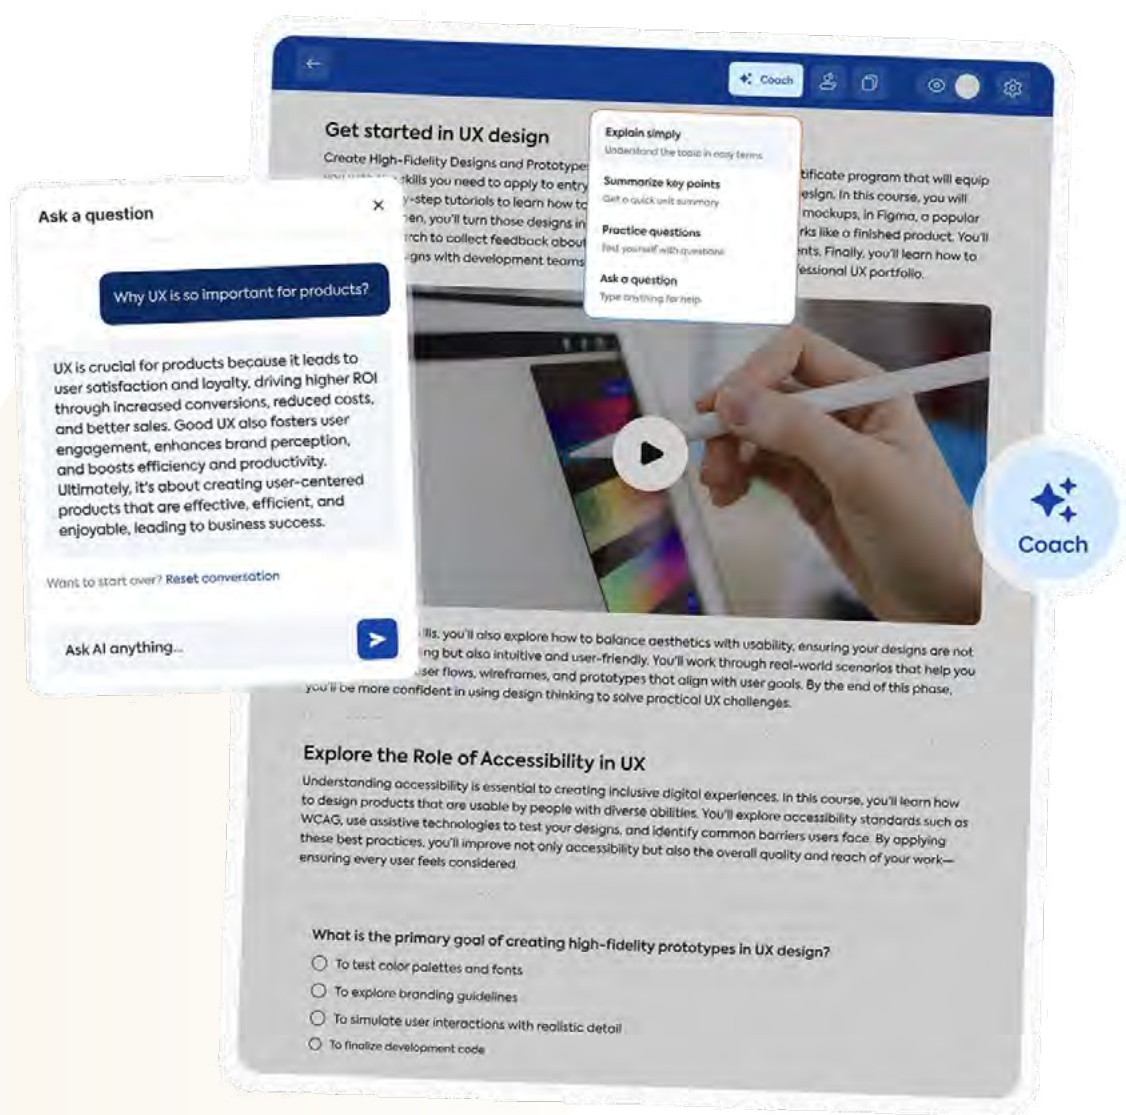 Coach
Get started in UX design
Create High-Fidelity Designs and Prototype
tificate program that will equip
skills you need to apply to entry
esign. In this course, you will
y-step tutorials to learn how to
mockups, in Figma, a popular
en, you'll turn those designs in
rks like a finished product. You'll
rch to collect feedback about
nts. Finally, you'll learn how to
gns with development teams
essional UX portfolio.
Explain simply
Understand the topic in easy terms
Summarize key points
Get a quick unit summary
Practice questions
Test yourself with questions
Ask a question
Type anything for help
Ask a question
Why UX is so important for products?
UX is crucial for products because it leads to
user satisfaction and loyalty, driving higher ROI
through increased conversions, reduced costs,
and better sales. Good UX also fosters user
engagement, enhances brand perception,
and boosts efficiency and productivity.
Ultimately, it's about creating user-centered
products that are effective, efficient, and
enjoyable, leading to business success.
Want to start over? Reset conversation
Ask AI anything...
Coach
lls, you'll also explore how to balance aesthetics with usability, ensuring your designs are not
ing but also intuitive and user-friendly. You'll work through real-world scenarios that help you
ser flows, wireframes, and prototypes that align with user goals. By the end of this phase,
you'll be more confident in using design thinking to solve practical UX challenges.
Explore the Role of Accessibility in UX
Understanding accessibility is essential to creating inclusive digital experiences. In this course, you'll learn how
to design products that are usable by people with diverse abilities. You'll explore accessibility standards such as
WCAG, use assistive technologies to test your designs, and identify common barriers users face. By applying
these best practices, you'll improve not only accessibility but also the overall quality and reach of your work—
ensuring every user feels considered.
What is the primary goal of creating high-fidelity prototypes in UX design?
To test color palettes and fonts
To explore branding guidelines
To simulate user interactions with realistic detail
To finalize development code